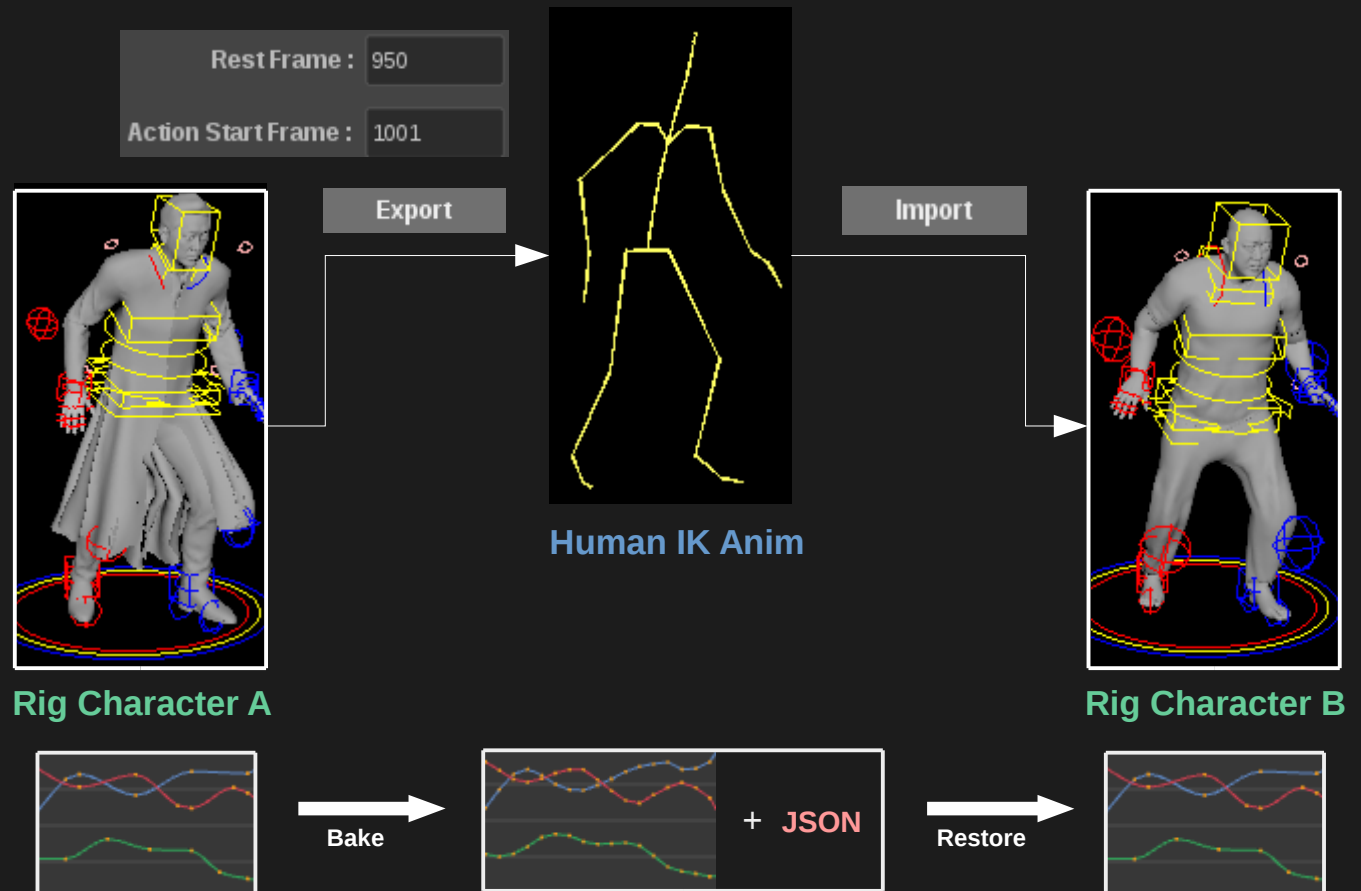 Rest Frame : 950
Action Start Frame : 1001
Export
Import
Human IK Anim
Rig Character A
Rig Character B
Bake
+ JSON
Restore